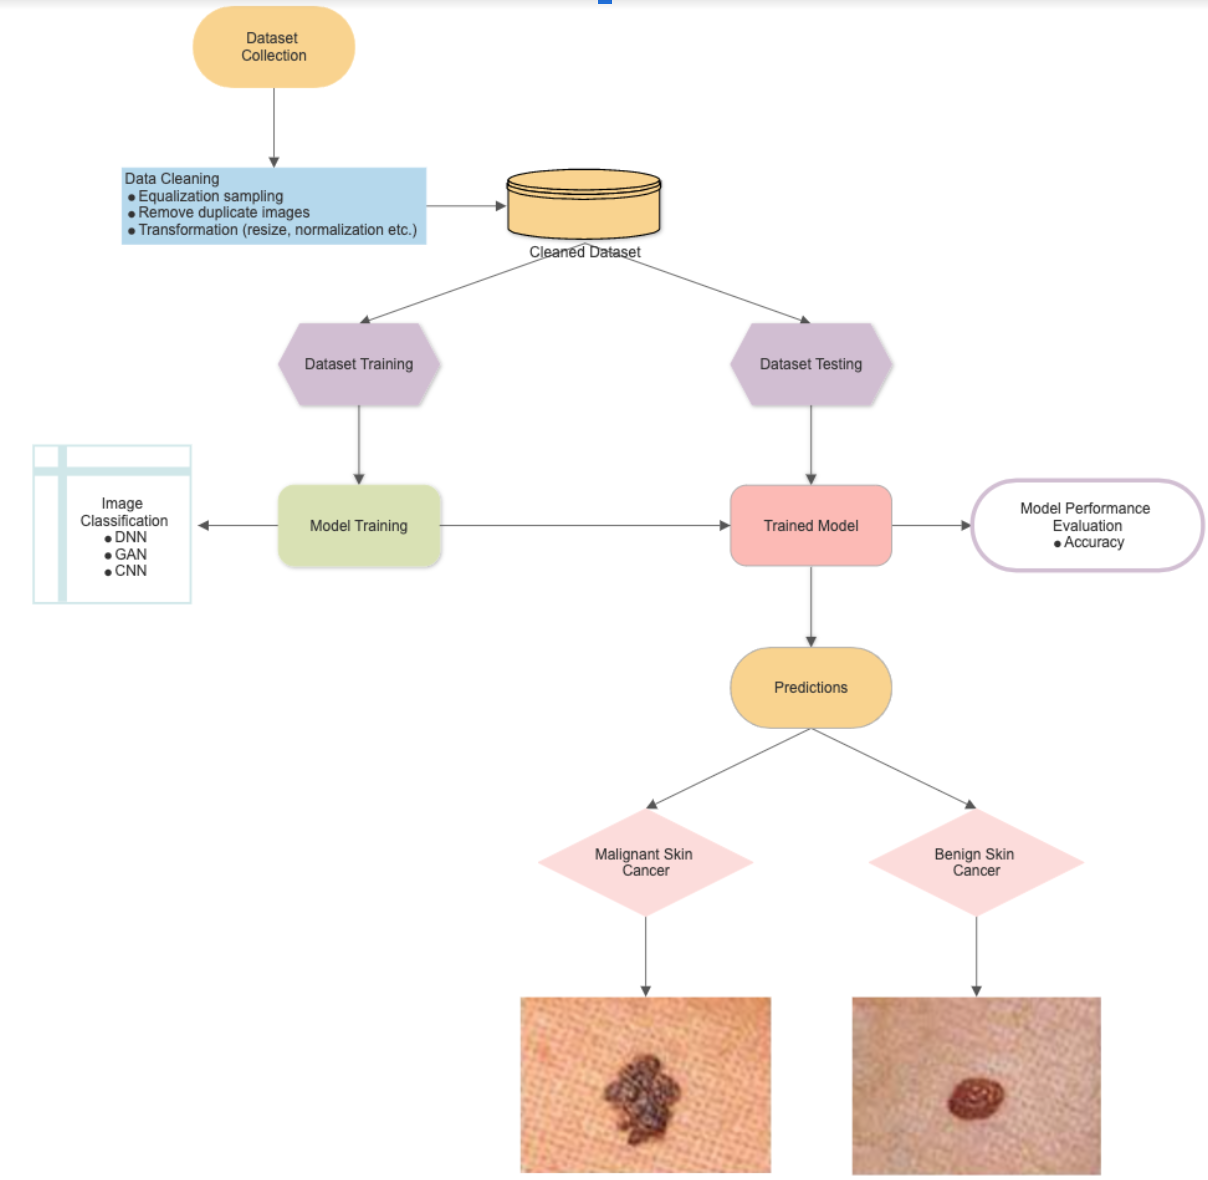 Dataset
Collection
Data Cleaning
● Equalization sampling
● Remove duplicate images
● Transformation (resize, normalization etc.)
Cleaned Dataset
Dataset Training
Dataset Testing
Image
Classification
● DNN
● GAN
● CNN
Model Training
Trained Model
Model Performance
Evaluation
● Accuracy
Predictions
Malignant Skin
Cancer
Benign Skin
Cancer